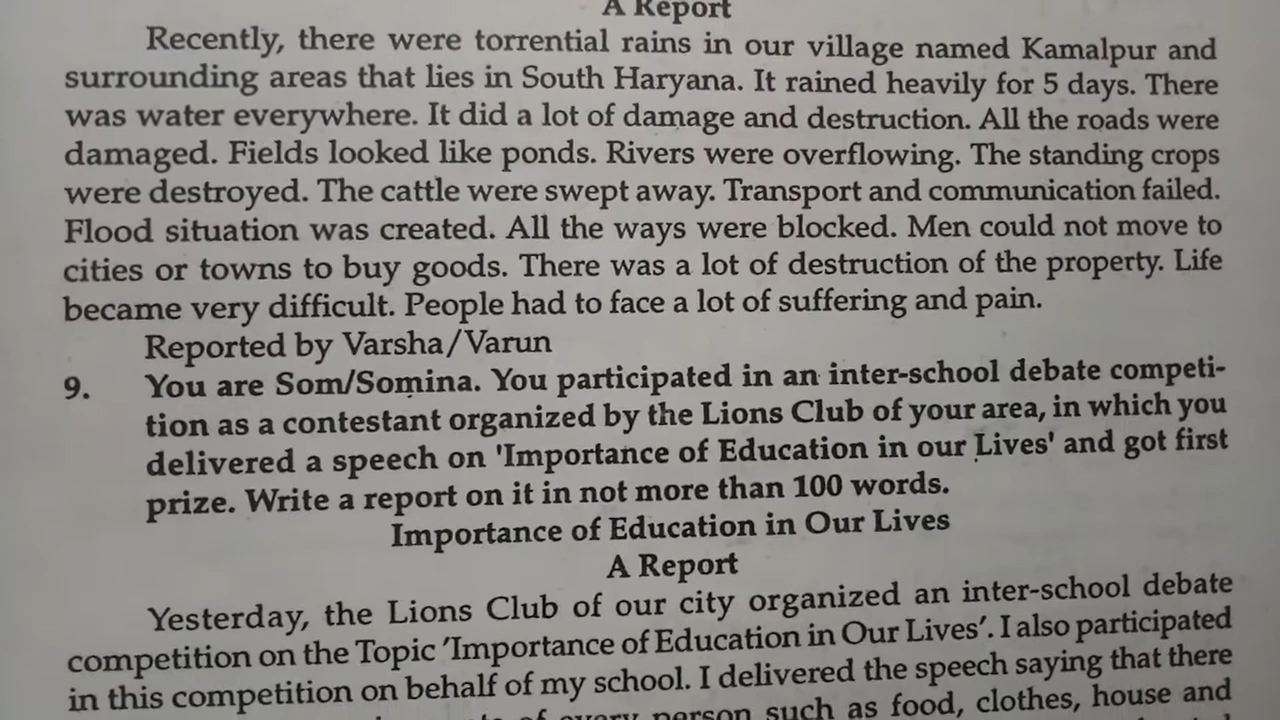 A Report
Recently, there were torrential rains in our village named Kamalpur and
surrounding areas that lies in South Haryana. It rained heavily for 5 days. There
was water everywhere. It did a lot of damage and destruction. All the roads were
damaged. Fields looked like ponds. Rivers were overflowing. The standing crops
were destroyed. The cattle were swept away. Transport and communication failed.
Flood situation was created. All the ways were blocked. Men could not move to
cities or towns to buy goods. There was a lot of destruction of the property. Life
became very difficult. People had to face a lot of suffering and pain.
Reported by Varsha/Varun
9. You are Som/Somina. You participated in an inter-school debate competi-
tion as a contestant organized by the Lions Club of your area, in which you
delivered a speech on 'Importance of Education in our Lives' and got first
prize. Write a report on it in not more than 100 words.
Importance of Education in Our Lives
A Report
Yesterday, the Lions Club of our city organized an inter-school debate
competition on the Topic 'Importance of Education in Our Lives'. I also participated
in this competition on behalf of my school. I delivered the speech saying that there
of every person such as food, clothes, house and